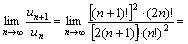 lim_{n→∞} u_{n+1}/u_n = lim_{n→∞} [(n+1)!]^2 · (2n)! / [2(n+1)]!(n!)^2 =